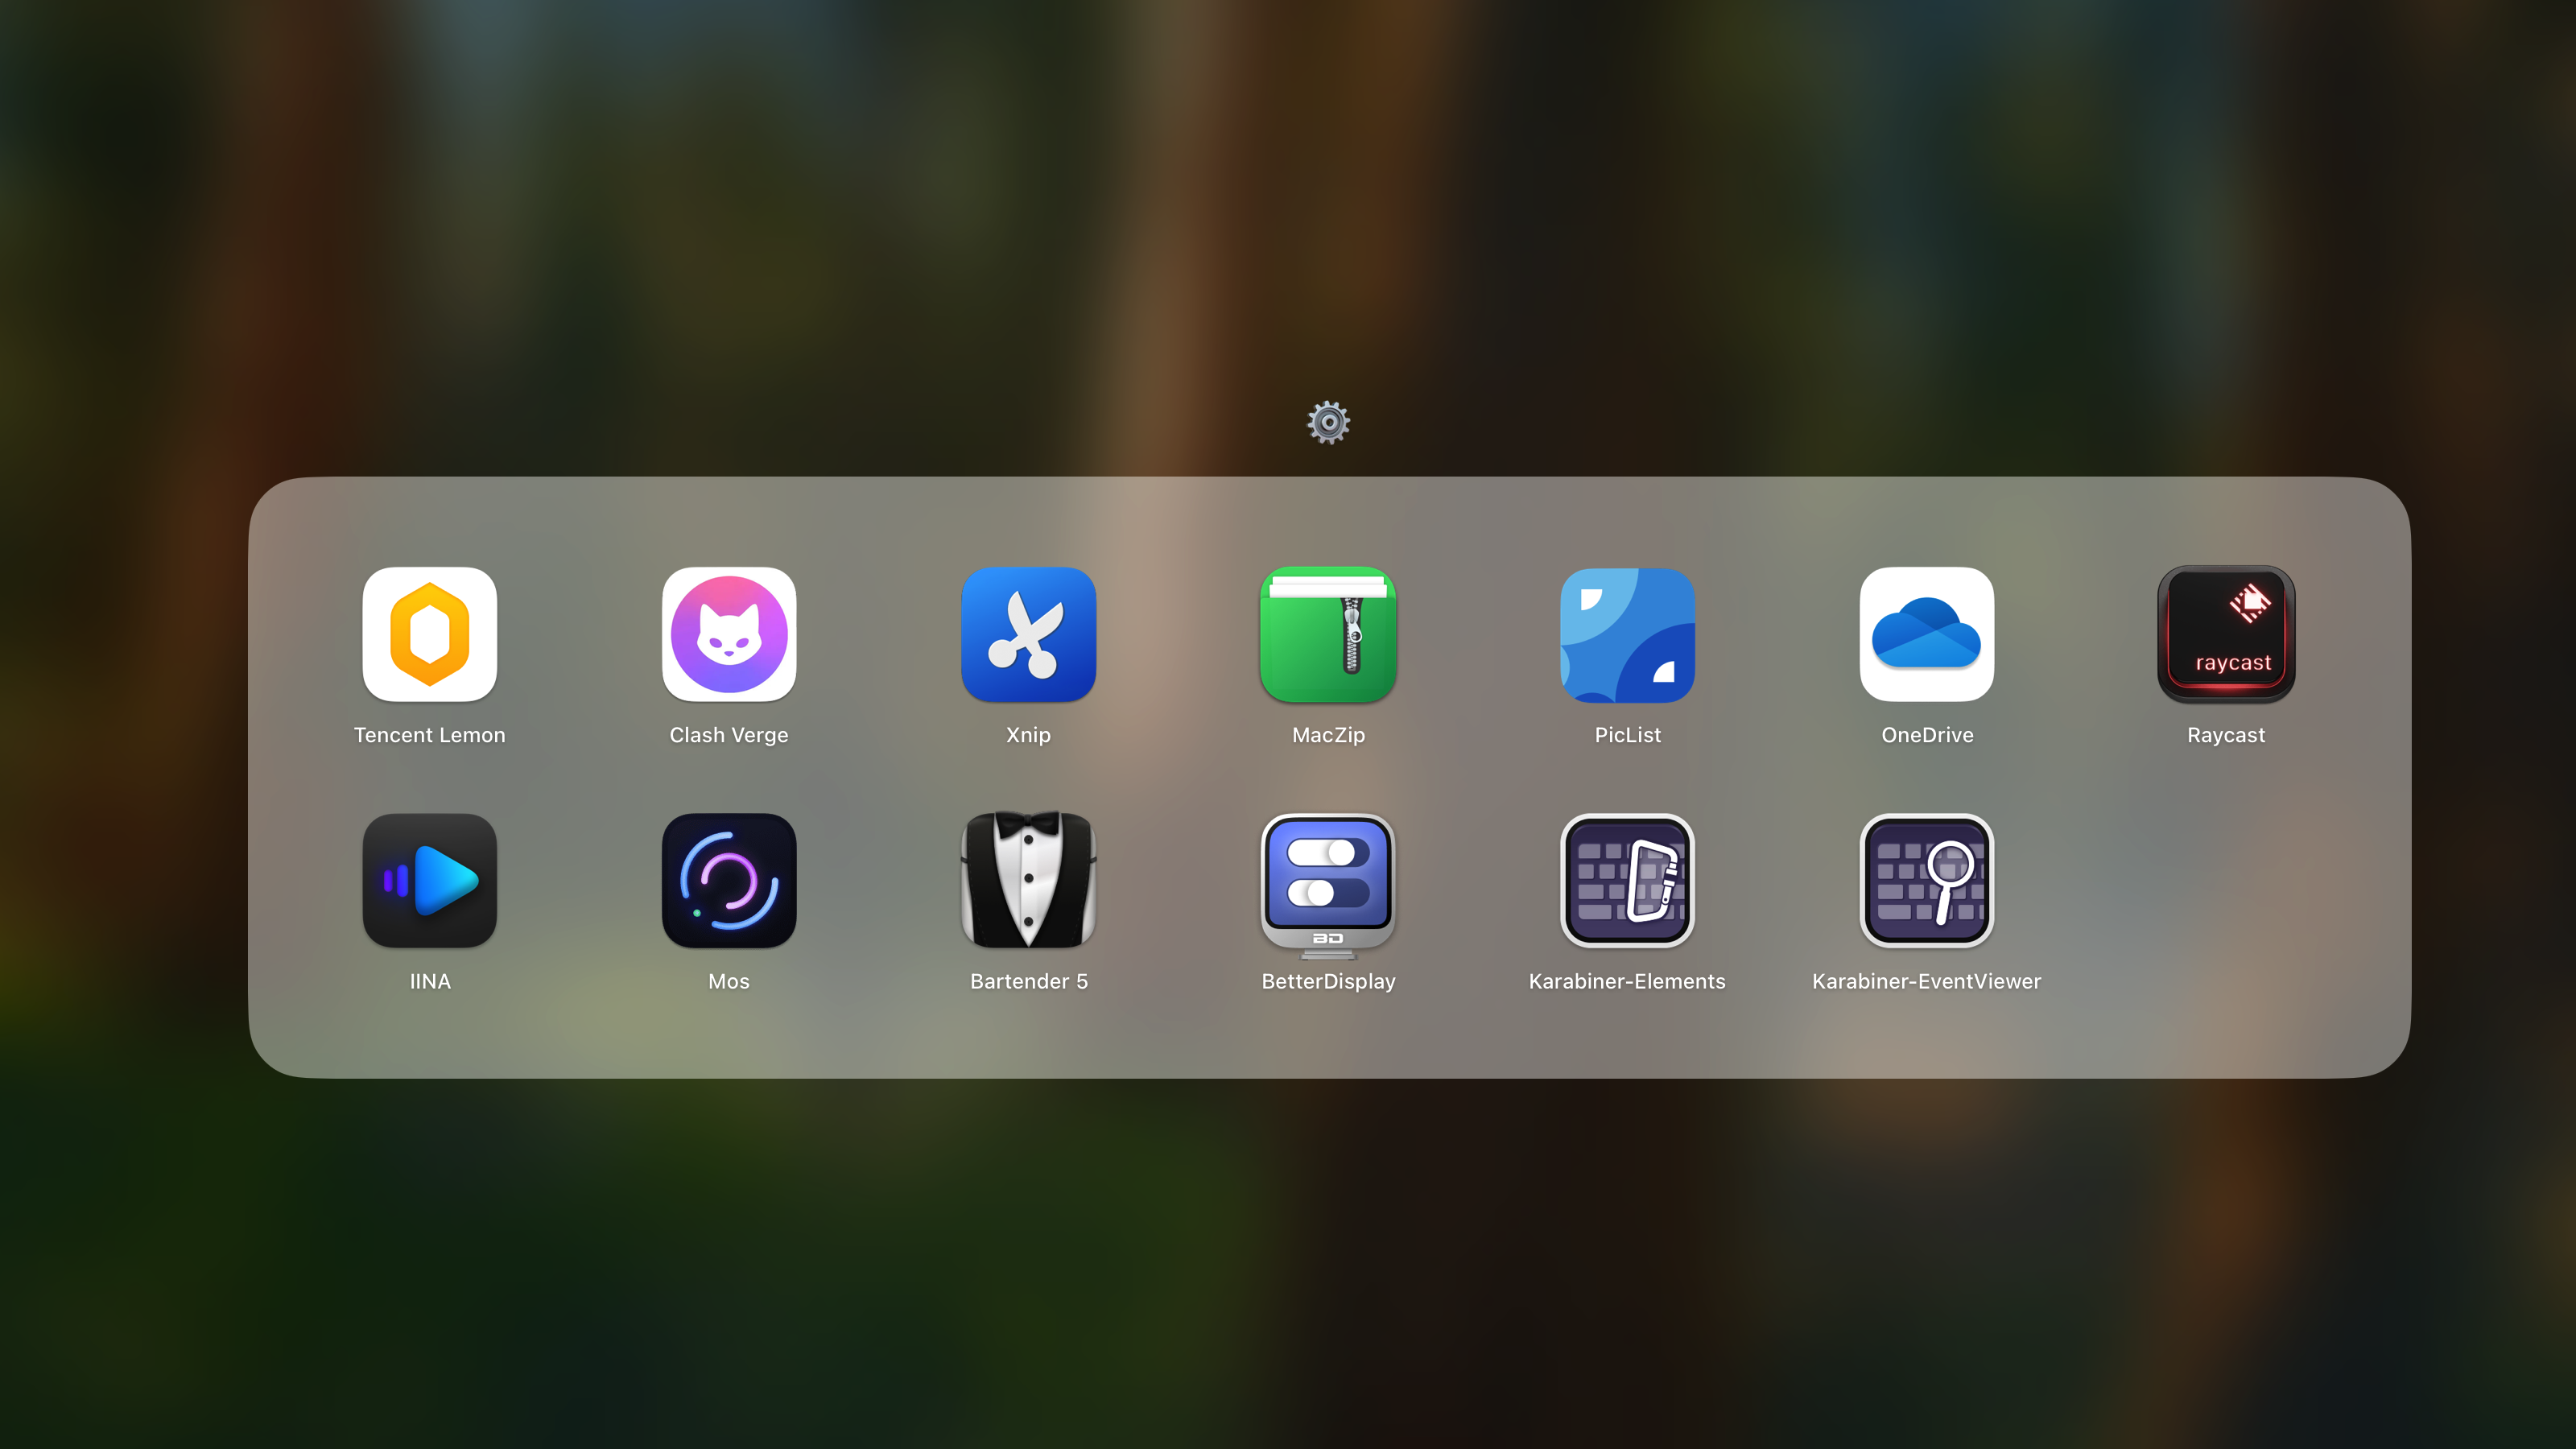 raycast
Tencent Lemon
Clash Verge
Xnip
MacZip
PicList
OneDrive
Raycast
BD
IINA
Mos
Bartender 5
BetterDisplay
Karabiner-Elements
Karabiner-EventViewer